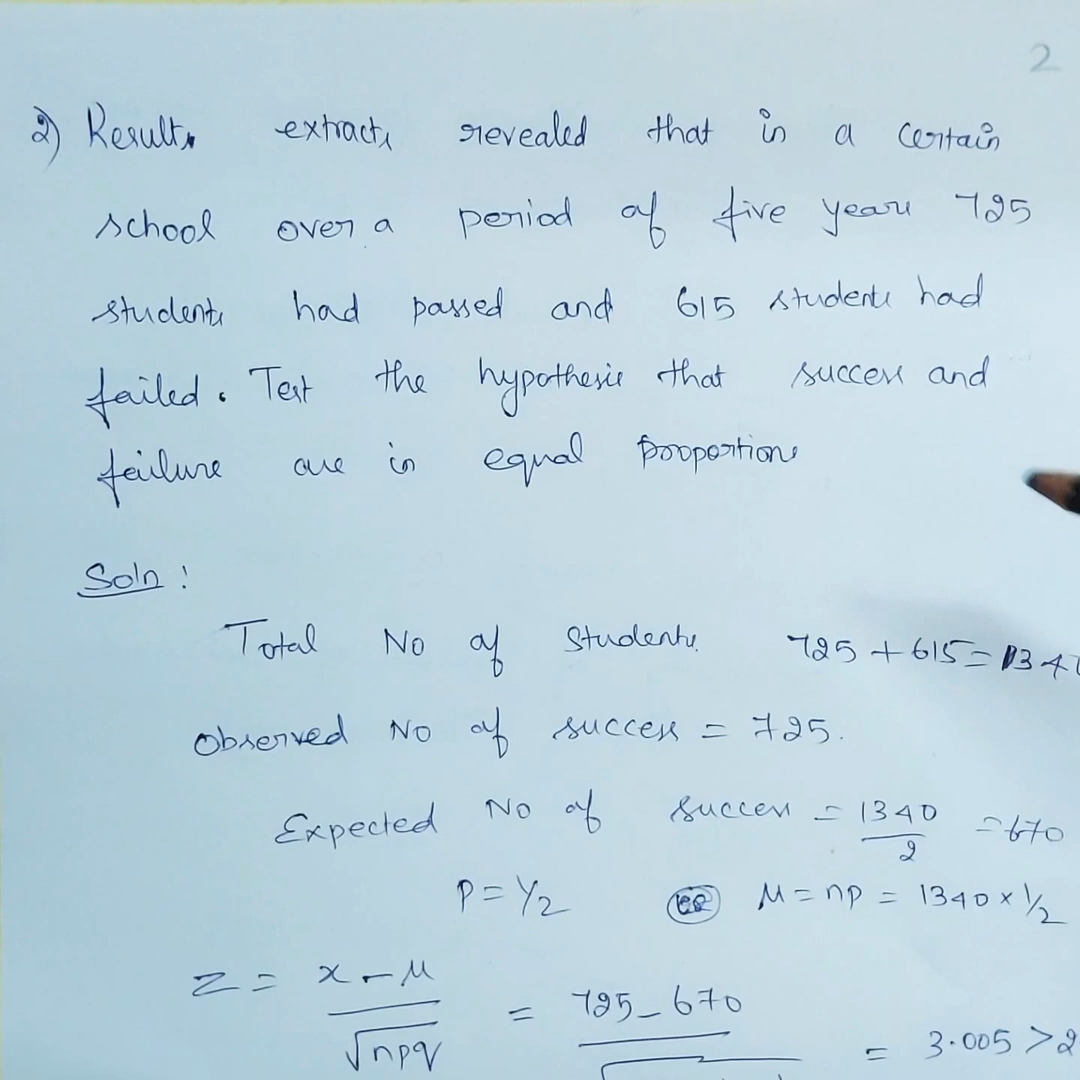 2
2) Results extracts revealed that in a certain
school over a period of five years 725
students had passed and 615 students had
failed. Test the hypothesis that success and
failure are in equal proportions
Soln :
Total No of Students. 725 + 615 = 1340
Observed No of success = 725.
Expected No of success = 1340/2 = 670
P = 1/2 μ = np = 1340 × 1/2
Z = x - μ / √npq = 725 - 670 / √ = 3.005 > 2